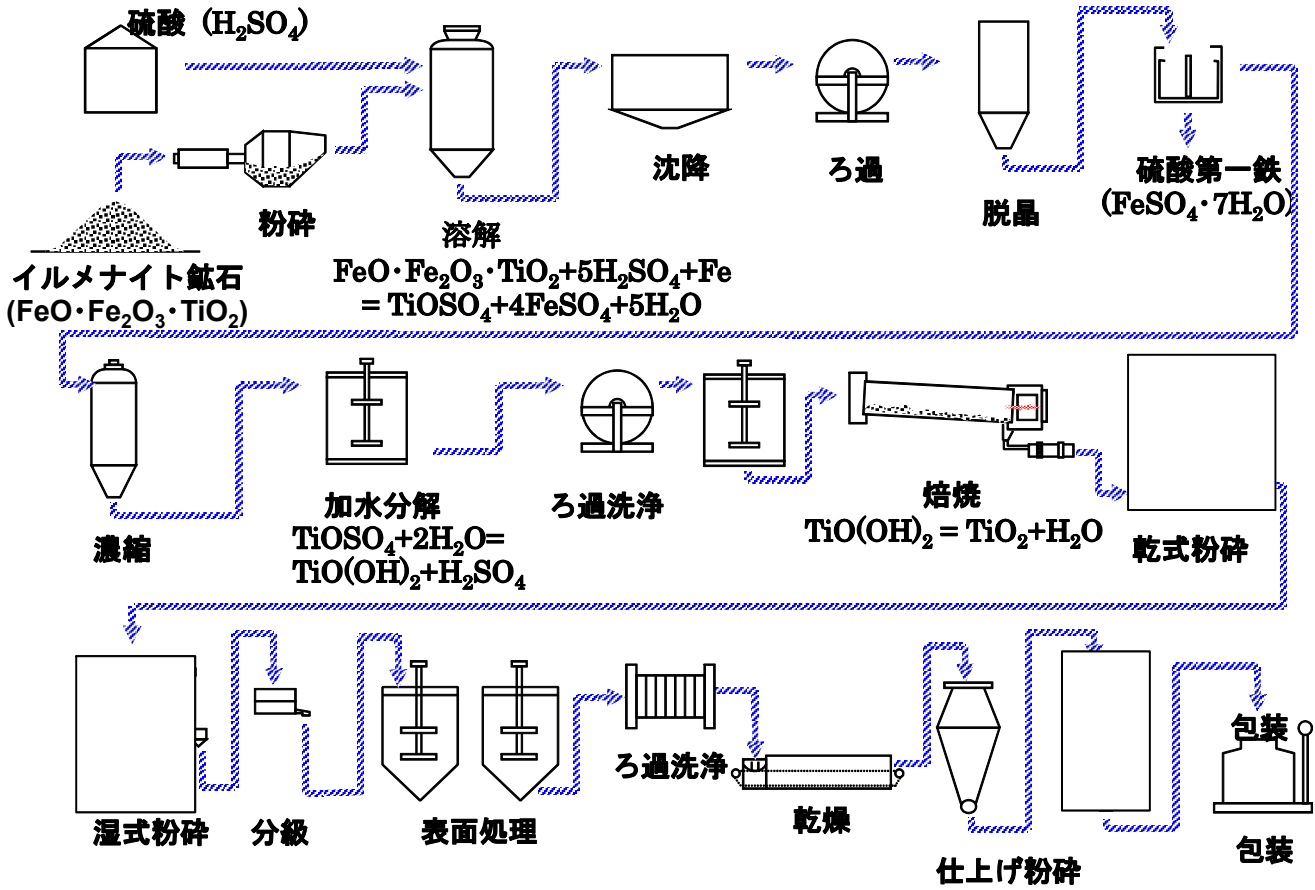 硫酸（H₂SO₄）
粉砕
イルメナイト鉱石
(FeO･Fe₂O₃･TiO₂)
溶解
FeO･Fe₂O₃･TiO₂+5H₂SO₄+Fe
= TiOSO₄+4FeSO₄+5H₂O
沈降
ろ過
脱晶
硫酸第一鉄
(FeSO₄･7H₂O)
濃縮
加水分解
TiOSO₄+2H₂O=
TiO(OH)₂+H₂SO₄
ろ過洗浄
焙焼
TiO(OH)₂ = TiO₂+H₂O
乾式粉砕
湿式粉砕
分級
表面処理
ろ過洗浄
乾燥
仕上げ粉砕
包装
包装